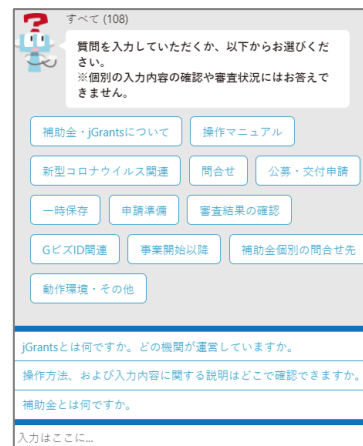 すべて (108)
質問を入力していただくか、以下からお選びくだ
さい。
※個別の入力内容の確認や審査状況にはお答えで
きません。
補助金・jGrantsについて 操作マニュアル
新型コロナウイルス関連 問合せ 公募・交付申請
一時保存 申請準備 審査結果の確認
GビズID関連 事業開始以降 補助金個別の問合せ先
動作環境・その他
jGrantsとは何ですか。どの機関が運営していますか。
操作方法、および入力内容に関する説明はどこで確認できますか。
補助金とは何ですか。
入力はここに...